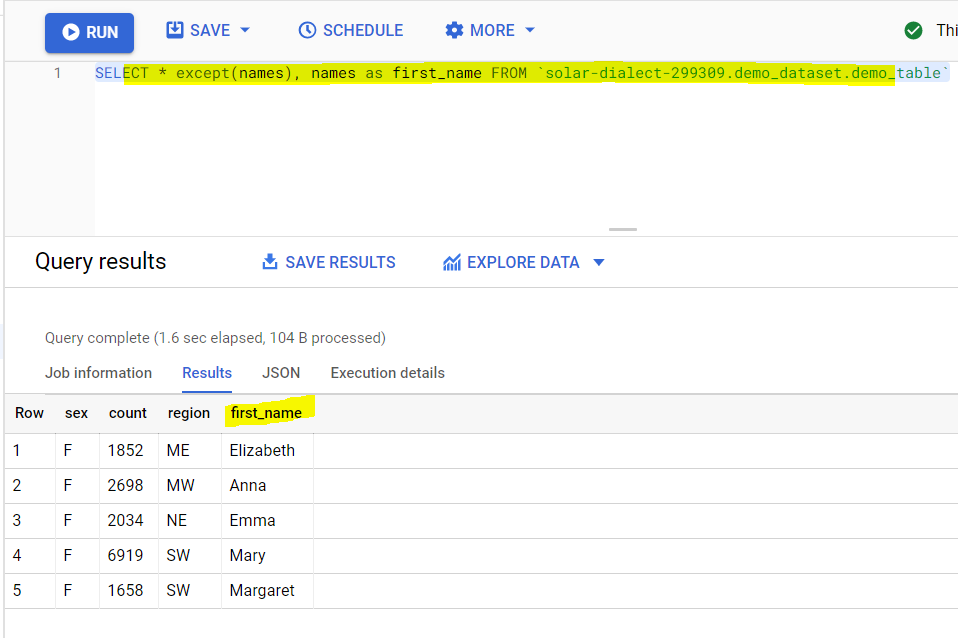 RUN SAVE SCHEDULE MORE Thi
1 SELECT * except(names), names as first_name FROM `solar-dialect-299309.demo_dataset.demo_table`
Query results SAVE RESULTS EXPLORE DATA
Query complete (1.6 sec elapsed, 104 B processed)
Job information Results JSON Execution details
Row sex count region first_name
1 F 1852 ME Elizabeth
2 F 2698 MW Anna
3 F 2034 NE Emma
4 F 6919 SW Mary
5 F 1658 SW Margaret